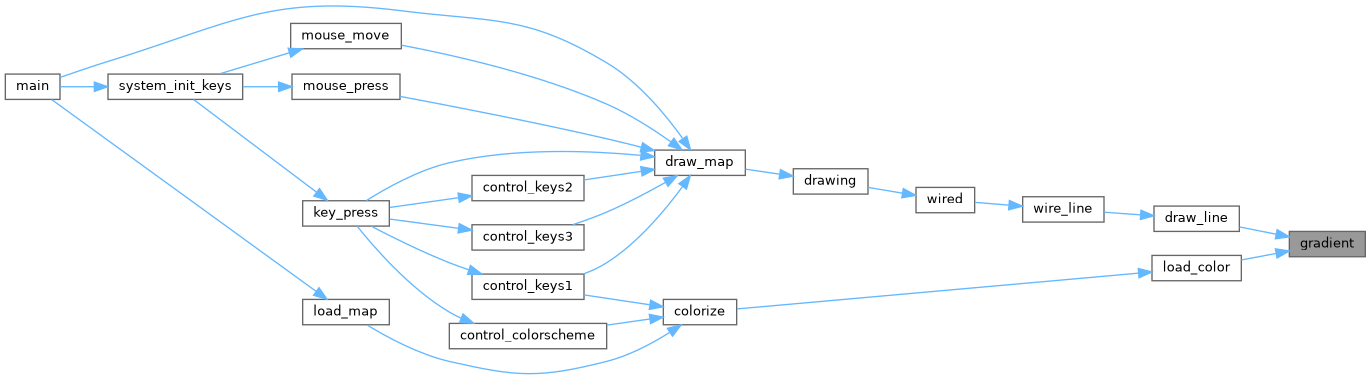 mouse_move
main
system_init_keys
mouse_press
draw_map
drawing
control_keys2
wired
key_press
wire_line
draw_line
control_keys3
gradient
load_color
control_keys1
load_map
colorize
control_colorscheme